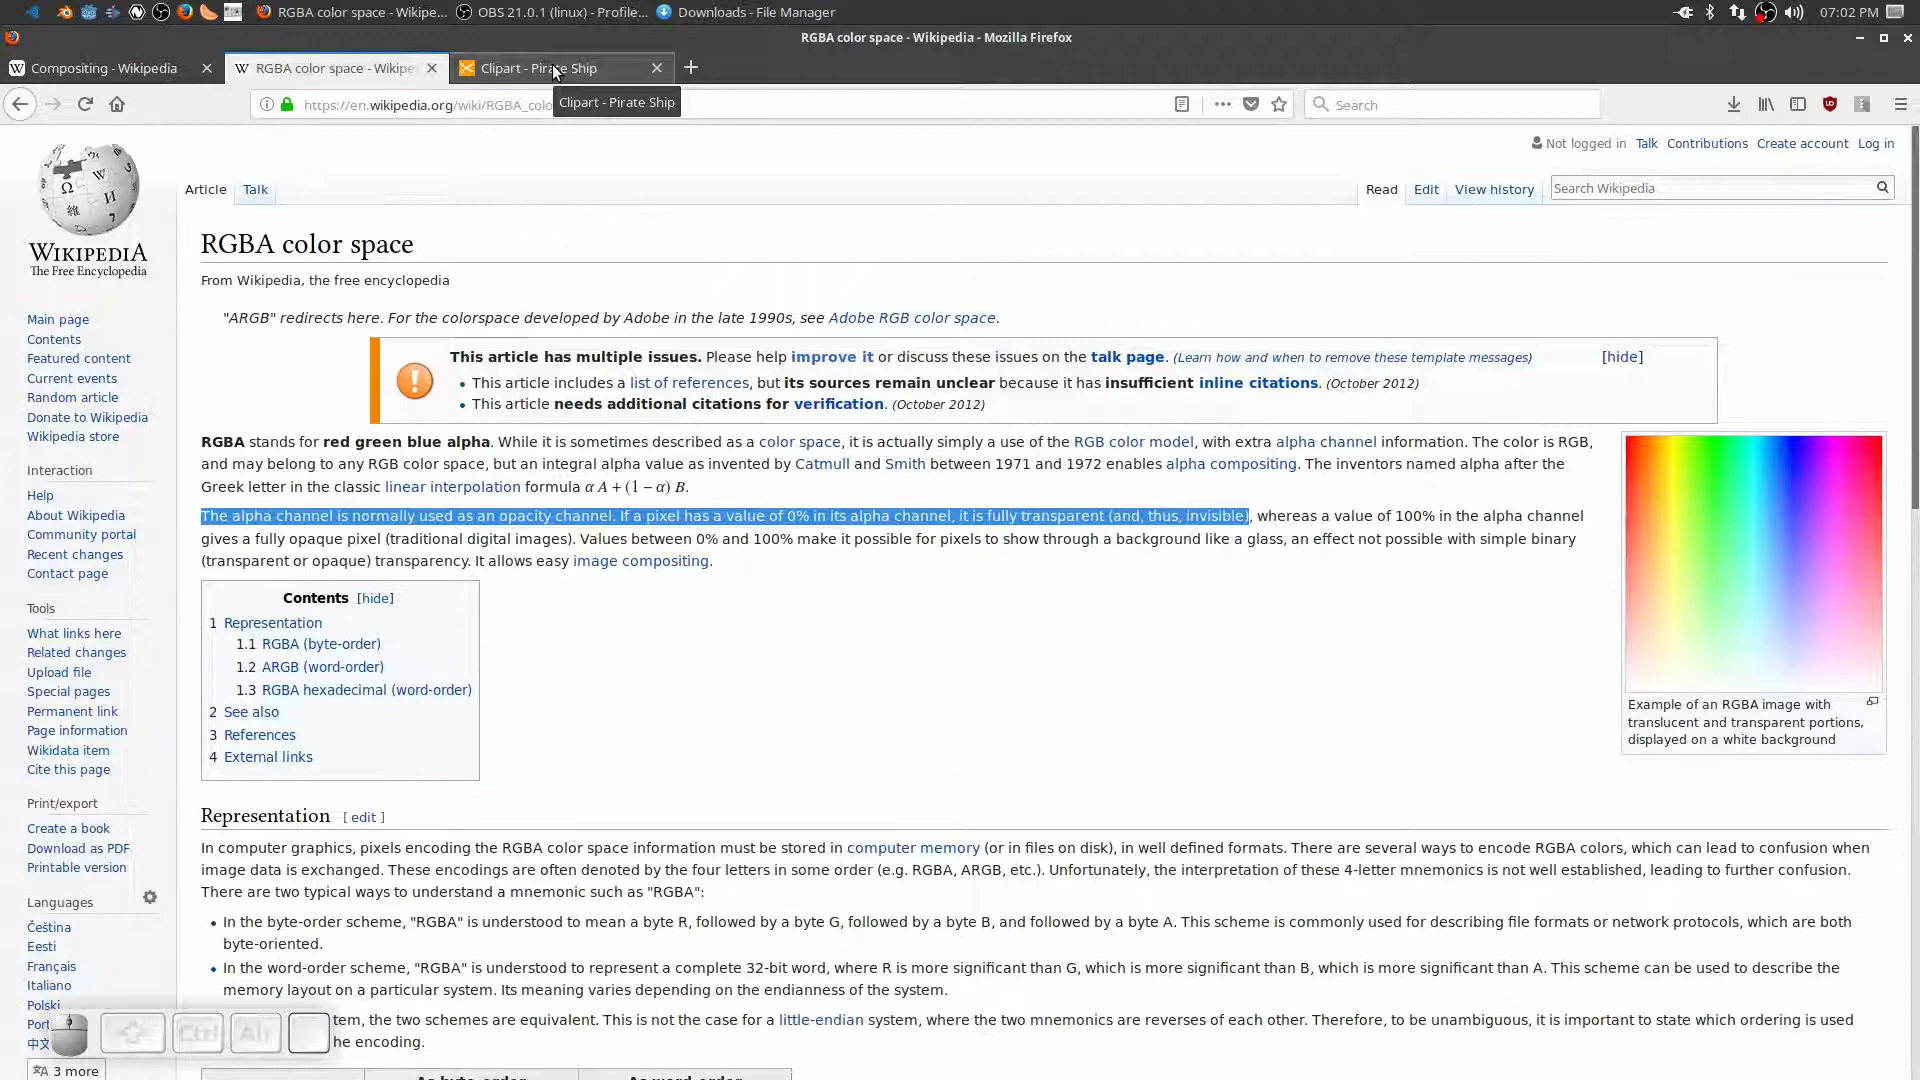 RGBA color space - Wikipe...
OBS 21.0.1 (linux) - Profile...
Downloads - File Manager
07:02 PM
RGBA color space - Wikipedia - Mozilla Firefox
Compositing - Wikipedia
RGBA color space - Wikipe
Clipart - Pirate Ship
https://en.wikipedia.org/wiki/RGBA_colo
Clipart - Pirate Ship
Search
Not logged in Talk Contributions Create account Log in
Article Talk
Read Edit View history
Search Wikipedia
WIKIPEDIA
The Free Encyclopedia
Main page
Contents
Featured content
Current events
Random article
Donate to Wikipedia
Wikipedia store
Interaction
Help
About Wikipedia
Community portal
Recent changes
Contact page
Tools
What links here
Related changes
Upload file
Special pages
Permanent link
Page information
Wikidata item
Cite this page
Print/export
Create a book
Download as PDF
Printable version
Languages
Čeština
Eesti
Français
Italiano
Polski
Port
中文
3 more
RGBA color space
From Wikipedia, the free encyclopedia
"ARGB" redirects here. For the colorspace developed by Adobe in the late 1990s, see Adobe RGB color space.
This article has multiple issues. Please help improve it or discuss these issues on the talk page. (Learn how and when to remove these template messages) [hide]
• This article includes a list of references, but its sources remain unclear because it has insufficient inline citations. (October 2012)
• This article needs additional citations for verification. (October 2012)
RGBA stands for red green blue alpha. While it is sometimes described as a color space, it is actually simply a use of the RGB color model, with extra alpha channel information. The color is RGB,
and may belong to any RGB color space, but an integral alpha value as invented by Catmull and Smith between 1971 and 1972 enables alpha compositing. The inventors named alpha after the
Greek letter in the classic linear interpolation formula α A + (1 − α) B.
The alpha channel is normally used as an opacity channel. If a pixel has a value of 0% in its alpha channel, it is fully transparent (and, thus, invisible), whereas a value of 100% in the alpha channel
gives a fully opaque pixel (traditional digital images). Values between 0% and 100% make it possible for pixels to show through a background like a glass, an effect not possible with simple binary
(transparent or opaque) transparency. It allows easy image compositing.
Example of an RGBA image with
translucent and transparent portions,
displayed on a white background
Contents [hide]
1 Representation
1.1 RGBA (byte-order)
1.2 ARGB (word-order)
1.3 RGBA hexadecimal (word-order)
2 See also
3 References
4 External links
Representation [ edit ]
In computer graphics, pixels encoding the RGBA color space information must be stored in computer memory (or in files on disk), in well defined formats. There are several ways to encode RGBA colors, which can lead to confusion when
image data is exchanged. These encodings are often denoted by the four letters in some order (e.g. RGBA, ARGB, etc.). Unfortunately, the interpretation of these 4-letter mnemonics is not well established, leading to further confusion.
There are two typical ways to understand a mnemonic such as "RGBA":
• In the byte-order scheme, "RGBA" is understood to mean a byte R, followed by a byte G, followed by a byte B, and followed by a byte A. This scheme is commonly used for describing file formats or network protocols, which are both
byte-oriented.
• In the word-order scheme, "RGBA" is understood to represent a complete 32-bit word, where R is more significant than G, which is more significant than B, which is more significant than A. This scheme can be used to describe the
memory layout on a particular system. Its meaning varies depending on the endianness of the system.
tem, the two schemes are equivalent. This is not the case for a little-endian system, where the two mnemonics are reverses of each other. Therefore, to be unambiguous, it is important to state which ordering is used
he encoding.
Ctrl
Alt